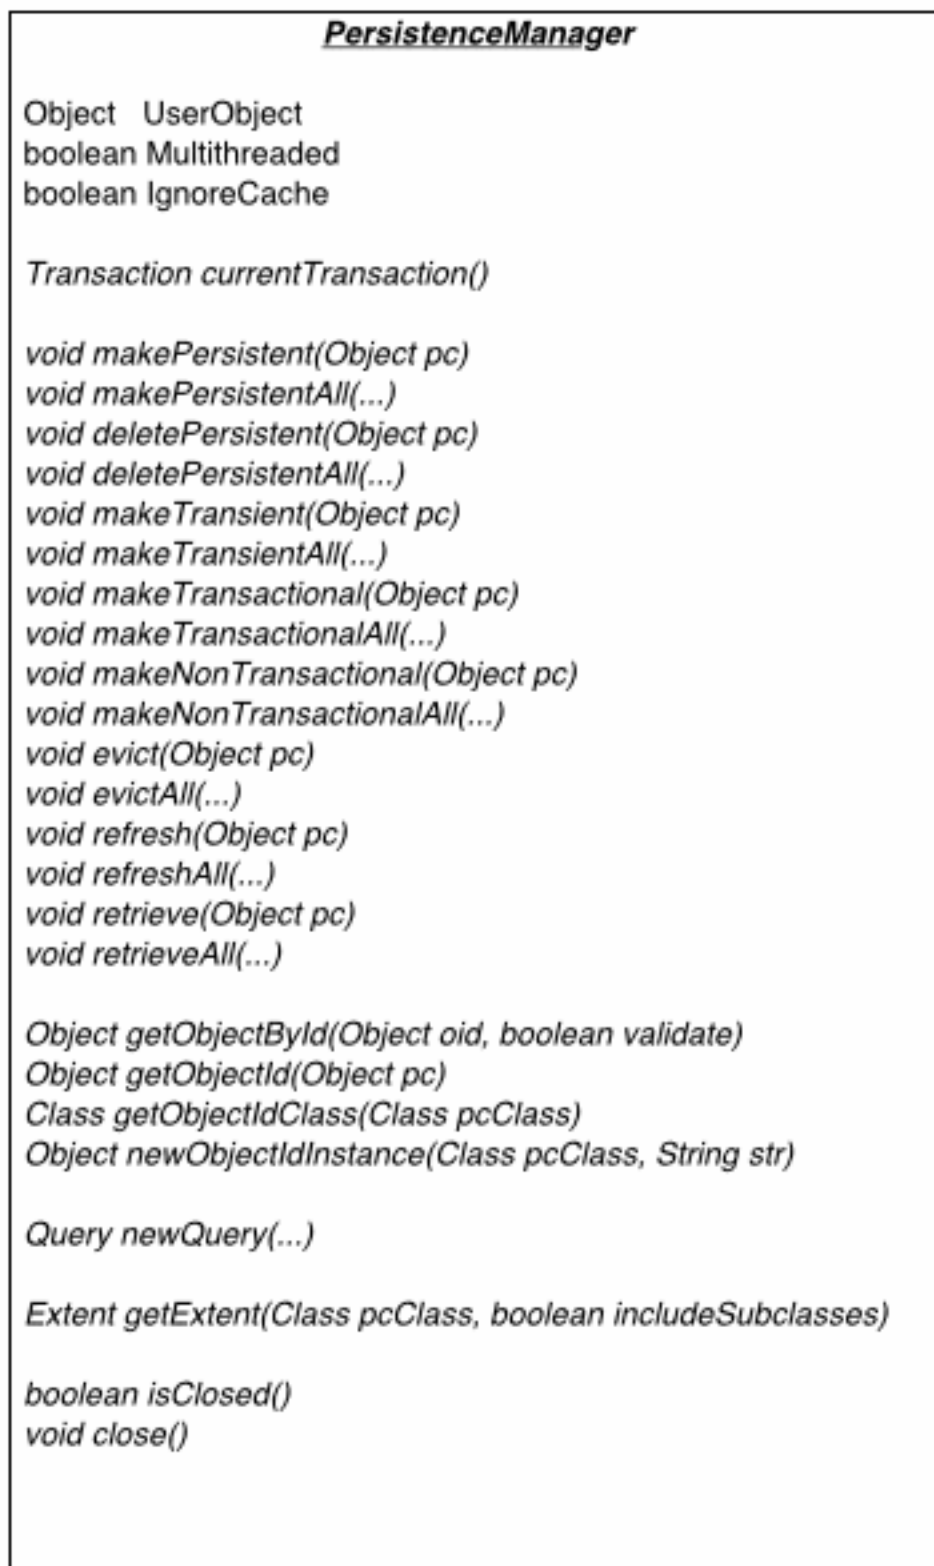 PersistenceManager
Object UserObject
boolean Multithreaded
boolean IgnoreCache
Transaction currentTransaction()
void makePersistent(Object pc)
void makePersistentAll(...)
void deletePersistent(Object pc)
void deletePersistentAll(...)
void makeTransient(Object pc)
void makeTransientAll(...)
void makeTransactional(Object pc)
void makeTransactionalAll(...)
void makeNonTransactional(Object pc)
void makeNonTransactionalAll(...)
void evict(Object pc)
void evictAll(...)
void refresh(Object pc)
void refreshAll(...)
void retrieve(Object pc)
void retrieveAll(...)
Object getObjectById(Object oid, boolean validate)
Object getObjectId(Object pc)
Class getObjectIdClass(Class pcClass)
Object newObjectIdInstance(Class pcClass, String str)
Query newQuery(...)
Extent getExtent(Class pcClass, boolean includeSubclasses)
boolean isClosed()
void close()